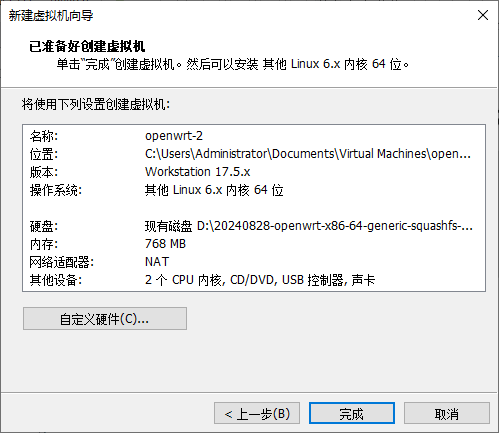 新建虚拟机向导
已准备好创建虚拟机
单击“完成”创建虚拟机。然后可以安装 其他 Linux 6.x 内核 64 位。
将使用下列设置创建虚拟机:
名称: openwrt-2
位置: C:\Users\Administrator\Documents\Virtual Machines\open...
版本: Workstation 17.5.x
操作系统: 其他 Linux 6.x 内核 64 位
硬盘: 现有磁盘 D:\20240828-openwrt-x86-64-generic-squashfs-...
内存: 768 MB
网络适配器: NAT
其他设备: 2 个 CPU 内核, CD/DVD, USB 控制器, 声卡
自定义硬件(C)...
< 上一步(B) 完成 取消